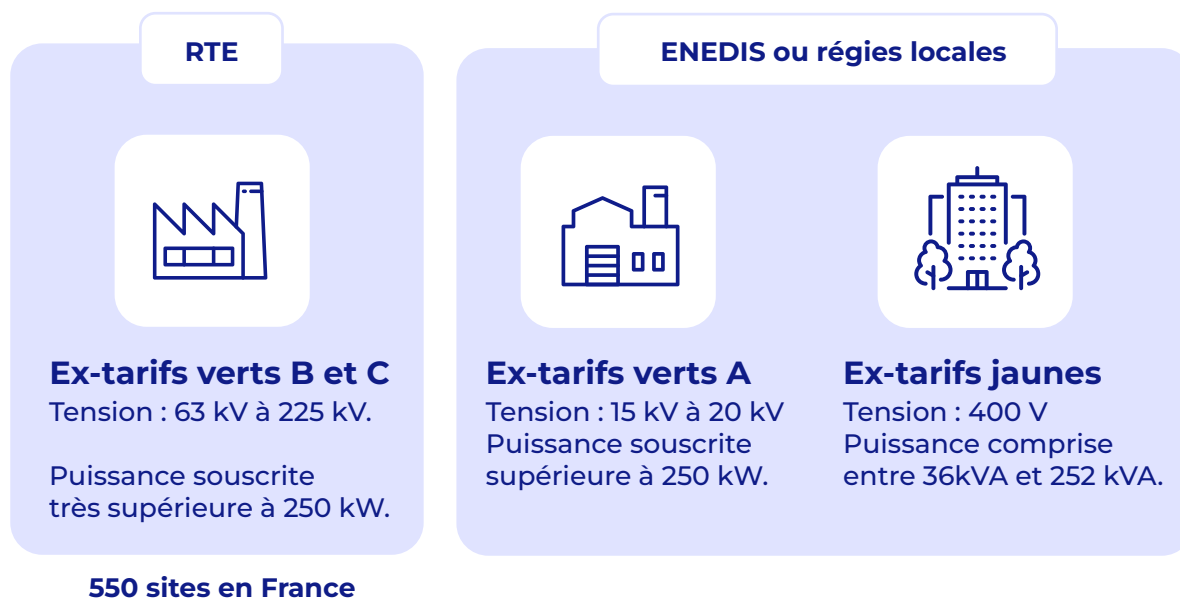 RTE
Ex-tarifs verts B et C
Tension : 63 kV à 225 kV.
Puissance souscrite
très supérieure à 250 kW.
550 sites en France
ENEDIS ou régies locales
Ex-tarifs verts A
Tension : 15 kV à 20 kV
Puissance souscrite
supérieure à 250 kW.
Ex-tarifs jaunes
Tension : 400 V
Puissance comprise
entre 36kVA et 252 kVA.